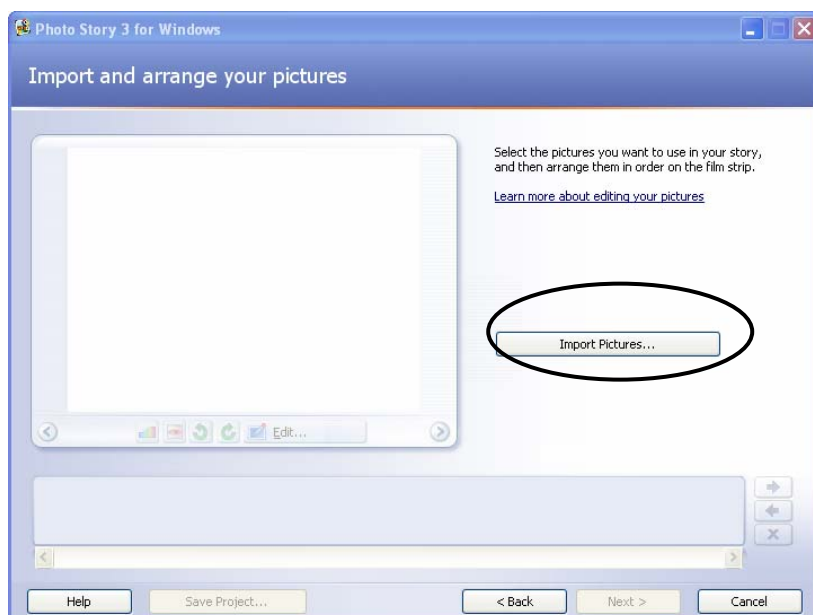 Photo Story 3 for Windows
Import and arrange your pictures
Select the pictures you want to use in your story,
and then arrange them in order on the film strip.
Learn more about editing your pictures
Import Pictures...
Edit...
Help
Save Project...
< Back
Next >
Cancel